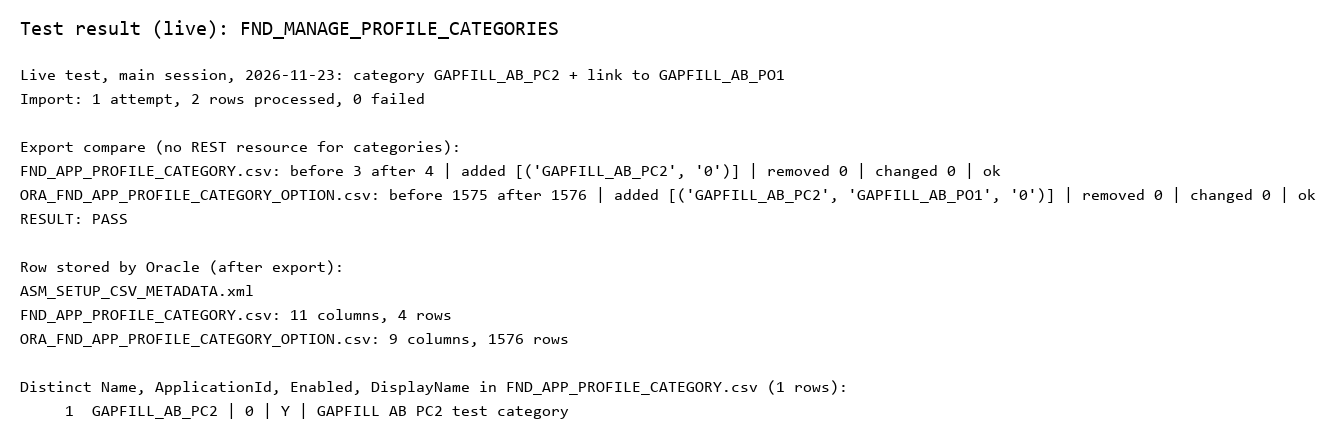 Test result (live): FND_MANAGE_PROFILE_CATEGORIES
Live test, main session, 2026-11-23: category GAPFILL_AB_PC2 + link to GAPFILL_AB_PO1
Import: 1 attempt, 2 rows processed, 0 failed
Export compare (no REST resource for categories):
FND_APP_PROFILE_CATEGORY.csv: before 3 after 4 | added [('GAPFILL_AB_PC2', '0')] | removed 0 | changed 0 | ok
ORA_FND_APP_PROFILE_CATEGORY_OPTION.csv: before 1575 after 1576 | added [('GAPFILL_AB_PC2', 'GAPFILL_AB_PO1', '0')] | removed 0 | changed 0 | ok
RESULT: PASS
Row stored by Oracle (after export):
ASM_SETUP_CSV_METADATA.xml
FND_APP_PROFILE_CATEGORY.csv: 11 columns, 4 rows
ORA_FND_APP_PROFILE_CATEGORY_OPTION.csv: 9 columns, 1576 rows
Distinct Name, ApplicationId, Enabled, DisplayName in FND_APP_PROFILE_CATEGORY.csv (1 rows):
1 GAPFILL_AB_PC2 | 0 | Y | GAPFILL AB PC2 test category